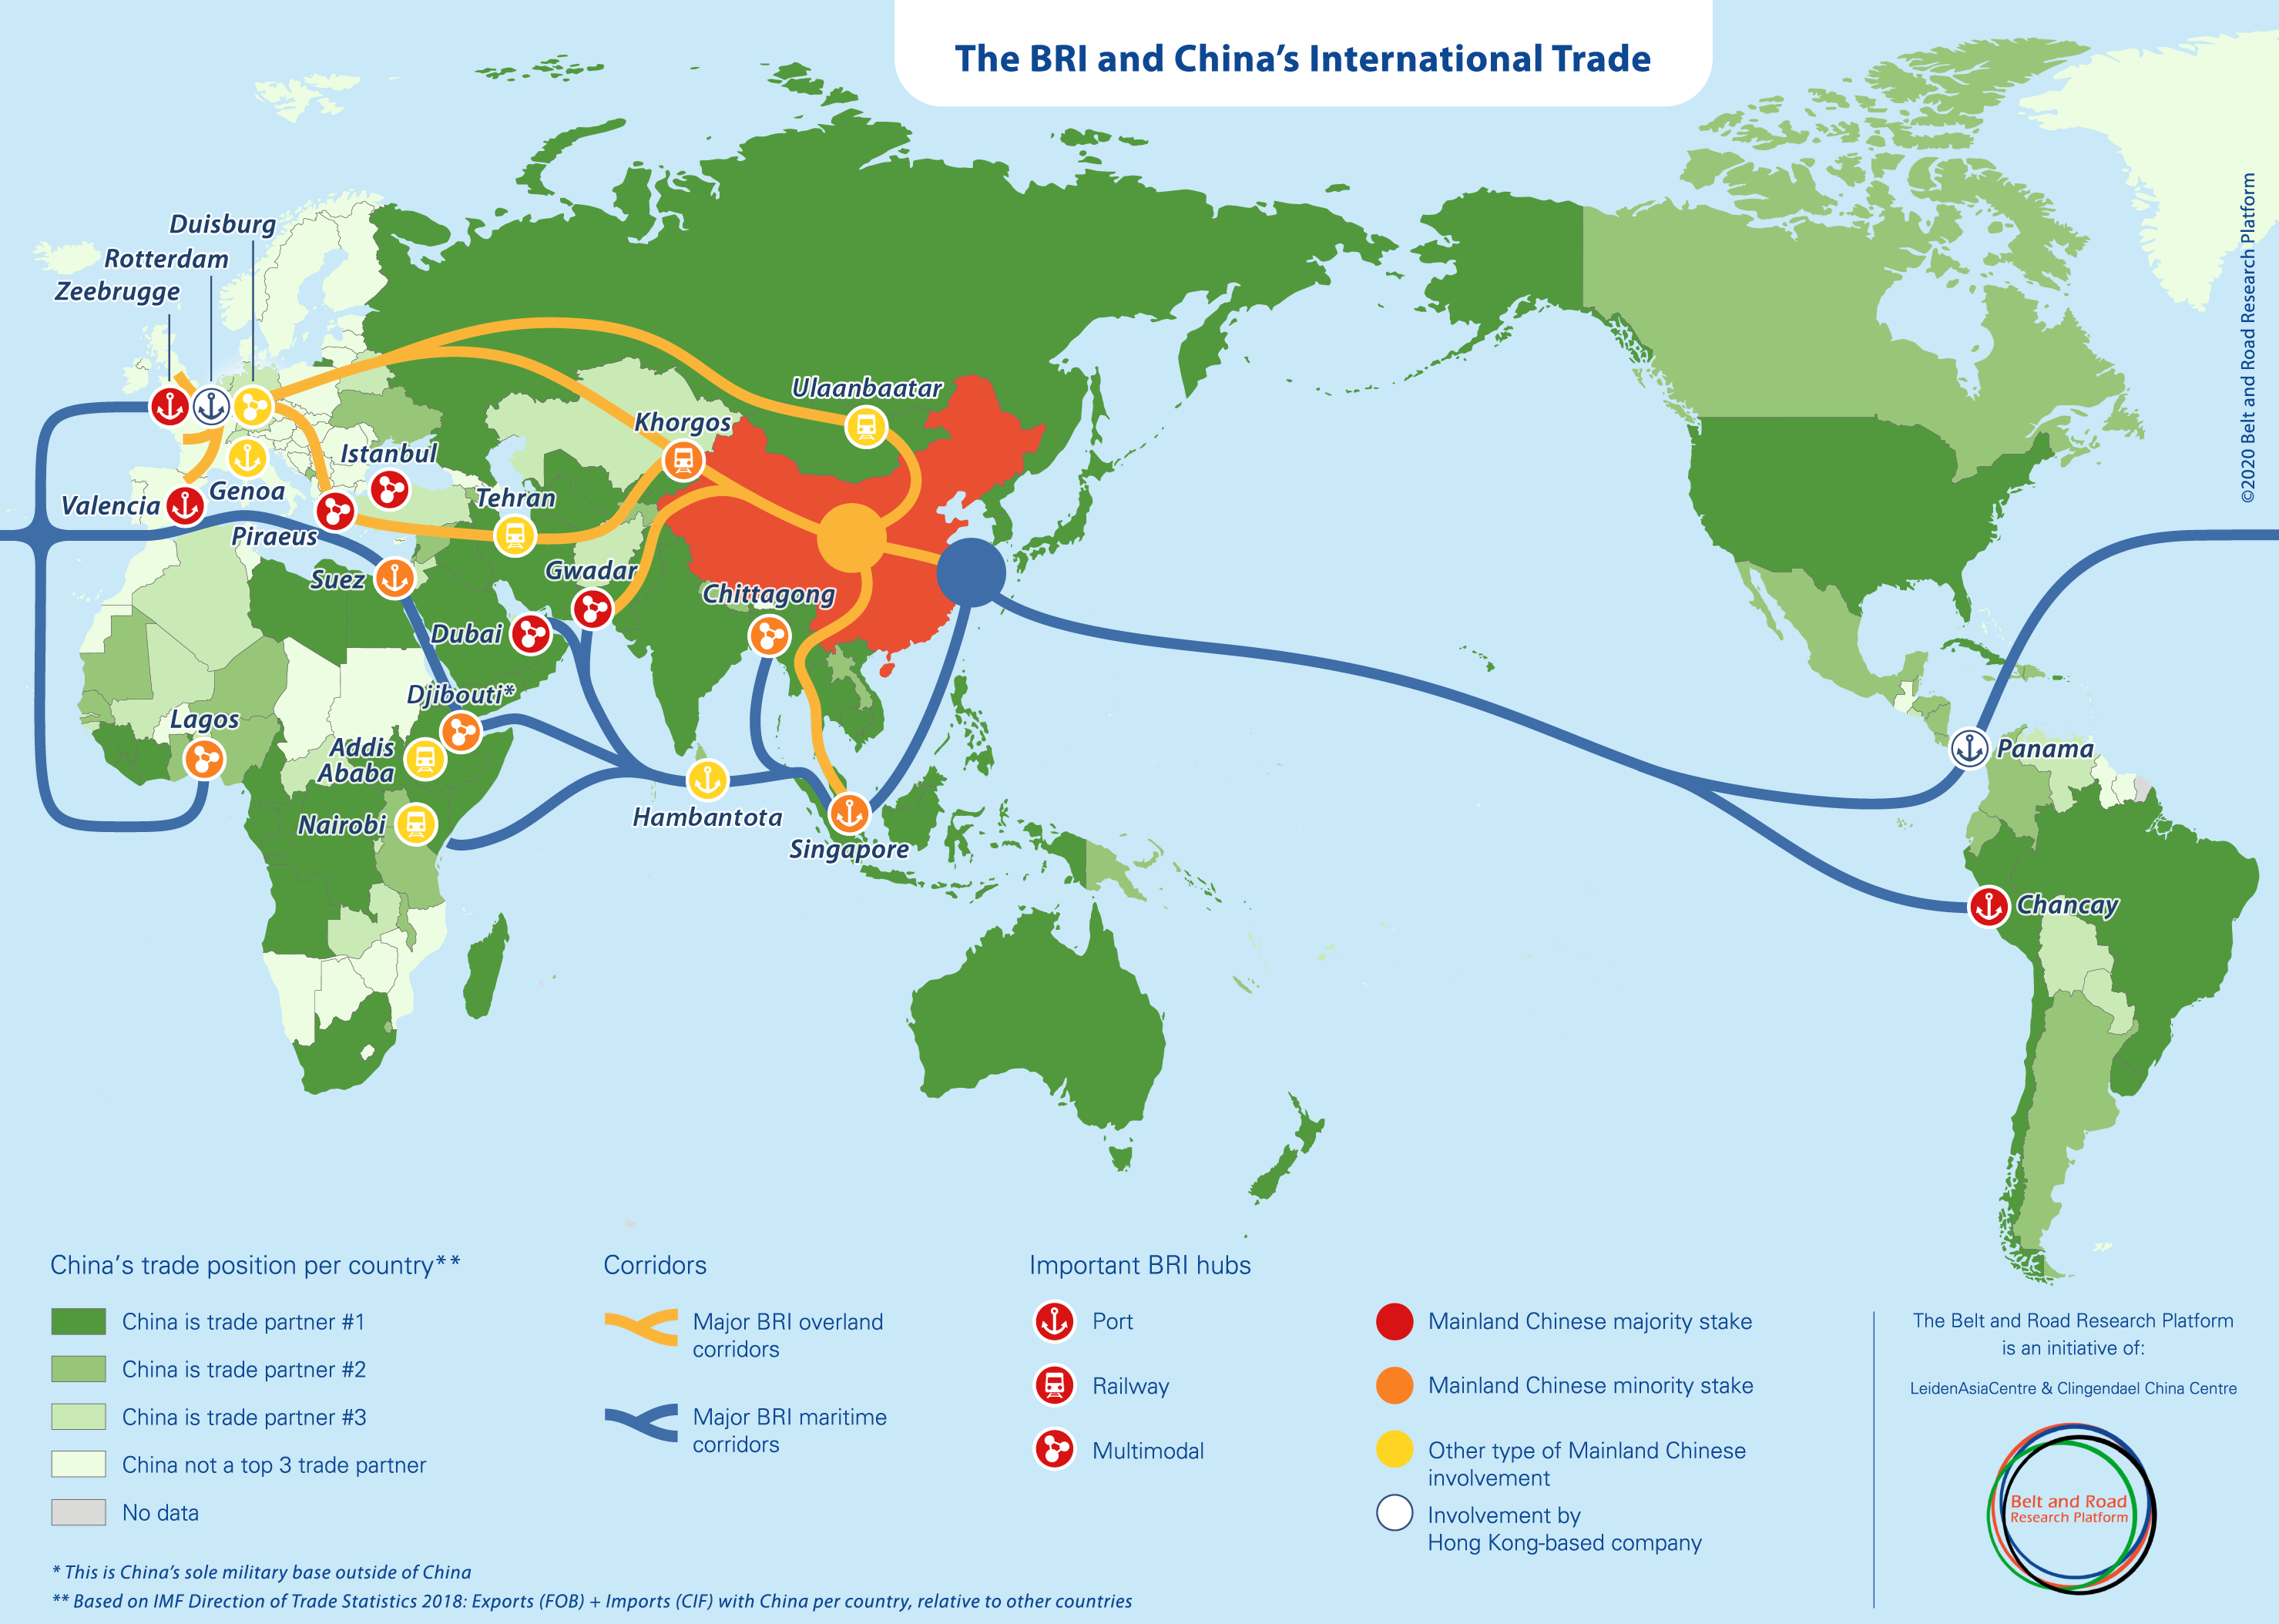 The BRI and China's International Trade
©2020 Belt and Road Research Platform
Duisburg
Rotterdam
Zeebrugge
Ulaanbaatar
Khorgos
Istanbul
Genoa
Valencia
Tehran
Piraeus
Suez
Gwadar
Chittagong
Dubai
Djibouti*
Lagos
Addis
Ababa
Nairobi
Hambantota
Singapore
Panama
Chancay
China's trade position per country**
China is trade partner #1
China is trade partner #2
China is trade partner #3
China not a top 3 trade partner
No data
Corridors
Major BRI overland
corridors
Major BRI maritime
corridors
Important BRI hubs
Port
Railway
Multimodal
Mainland Chinese majority stake
Mainland Chinese minority stake
Other type of Mainland Chinese
involvement
Involvement by
Hong Kong-based company
The Belt and Road Research Platform
is an initiative of:
LeidenAsiaCentre & Clingendael China Centre
Belt and Road
Research Platform
* This is China's sole military base outside of China
** Based on IMF Direction of Trade Statistics 2018: Exports (FOB) + Imports (CIF) with China per country, relative to other countries